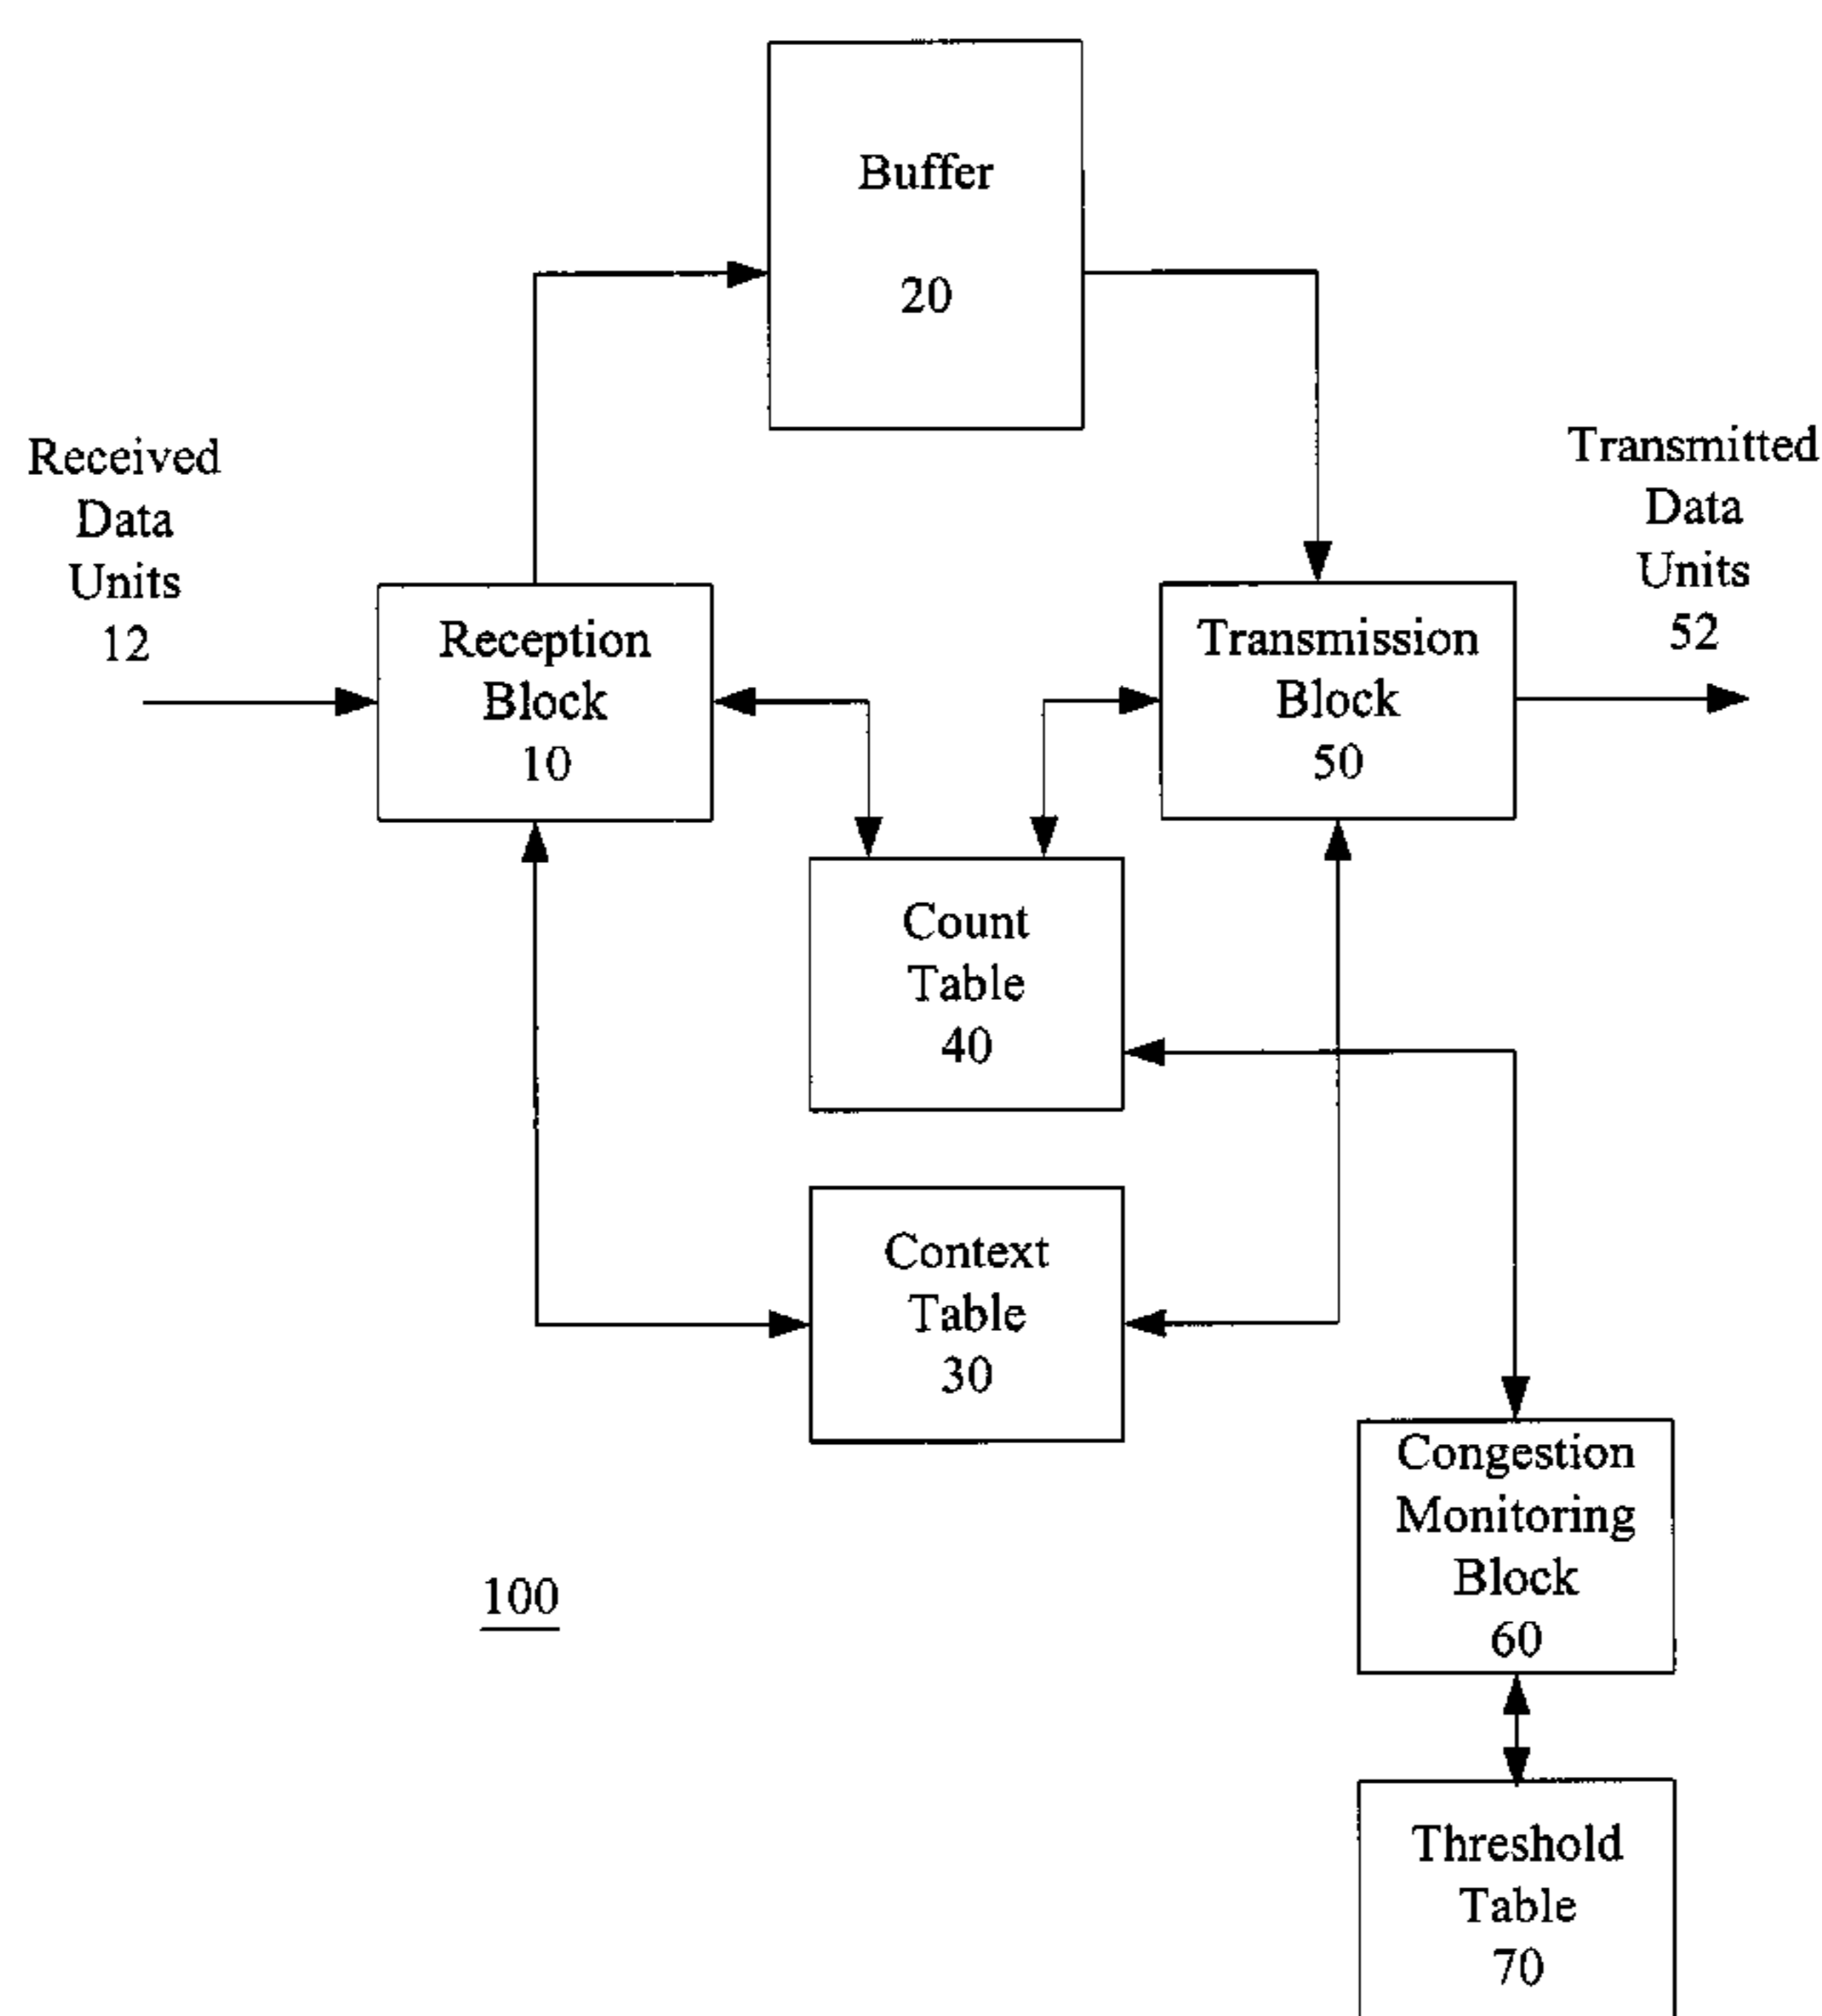 Buffer
20
Received
Data
Units
12
Transmitted
Data
Units
52
Reception
Block
10
Transmission
Block
50
Count
Table
40
Context
Table
30
Congestion
Monitoring
Block
60
100
Threshold
Table
70